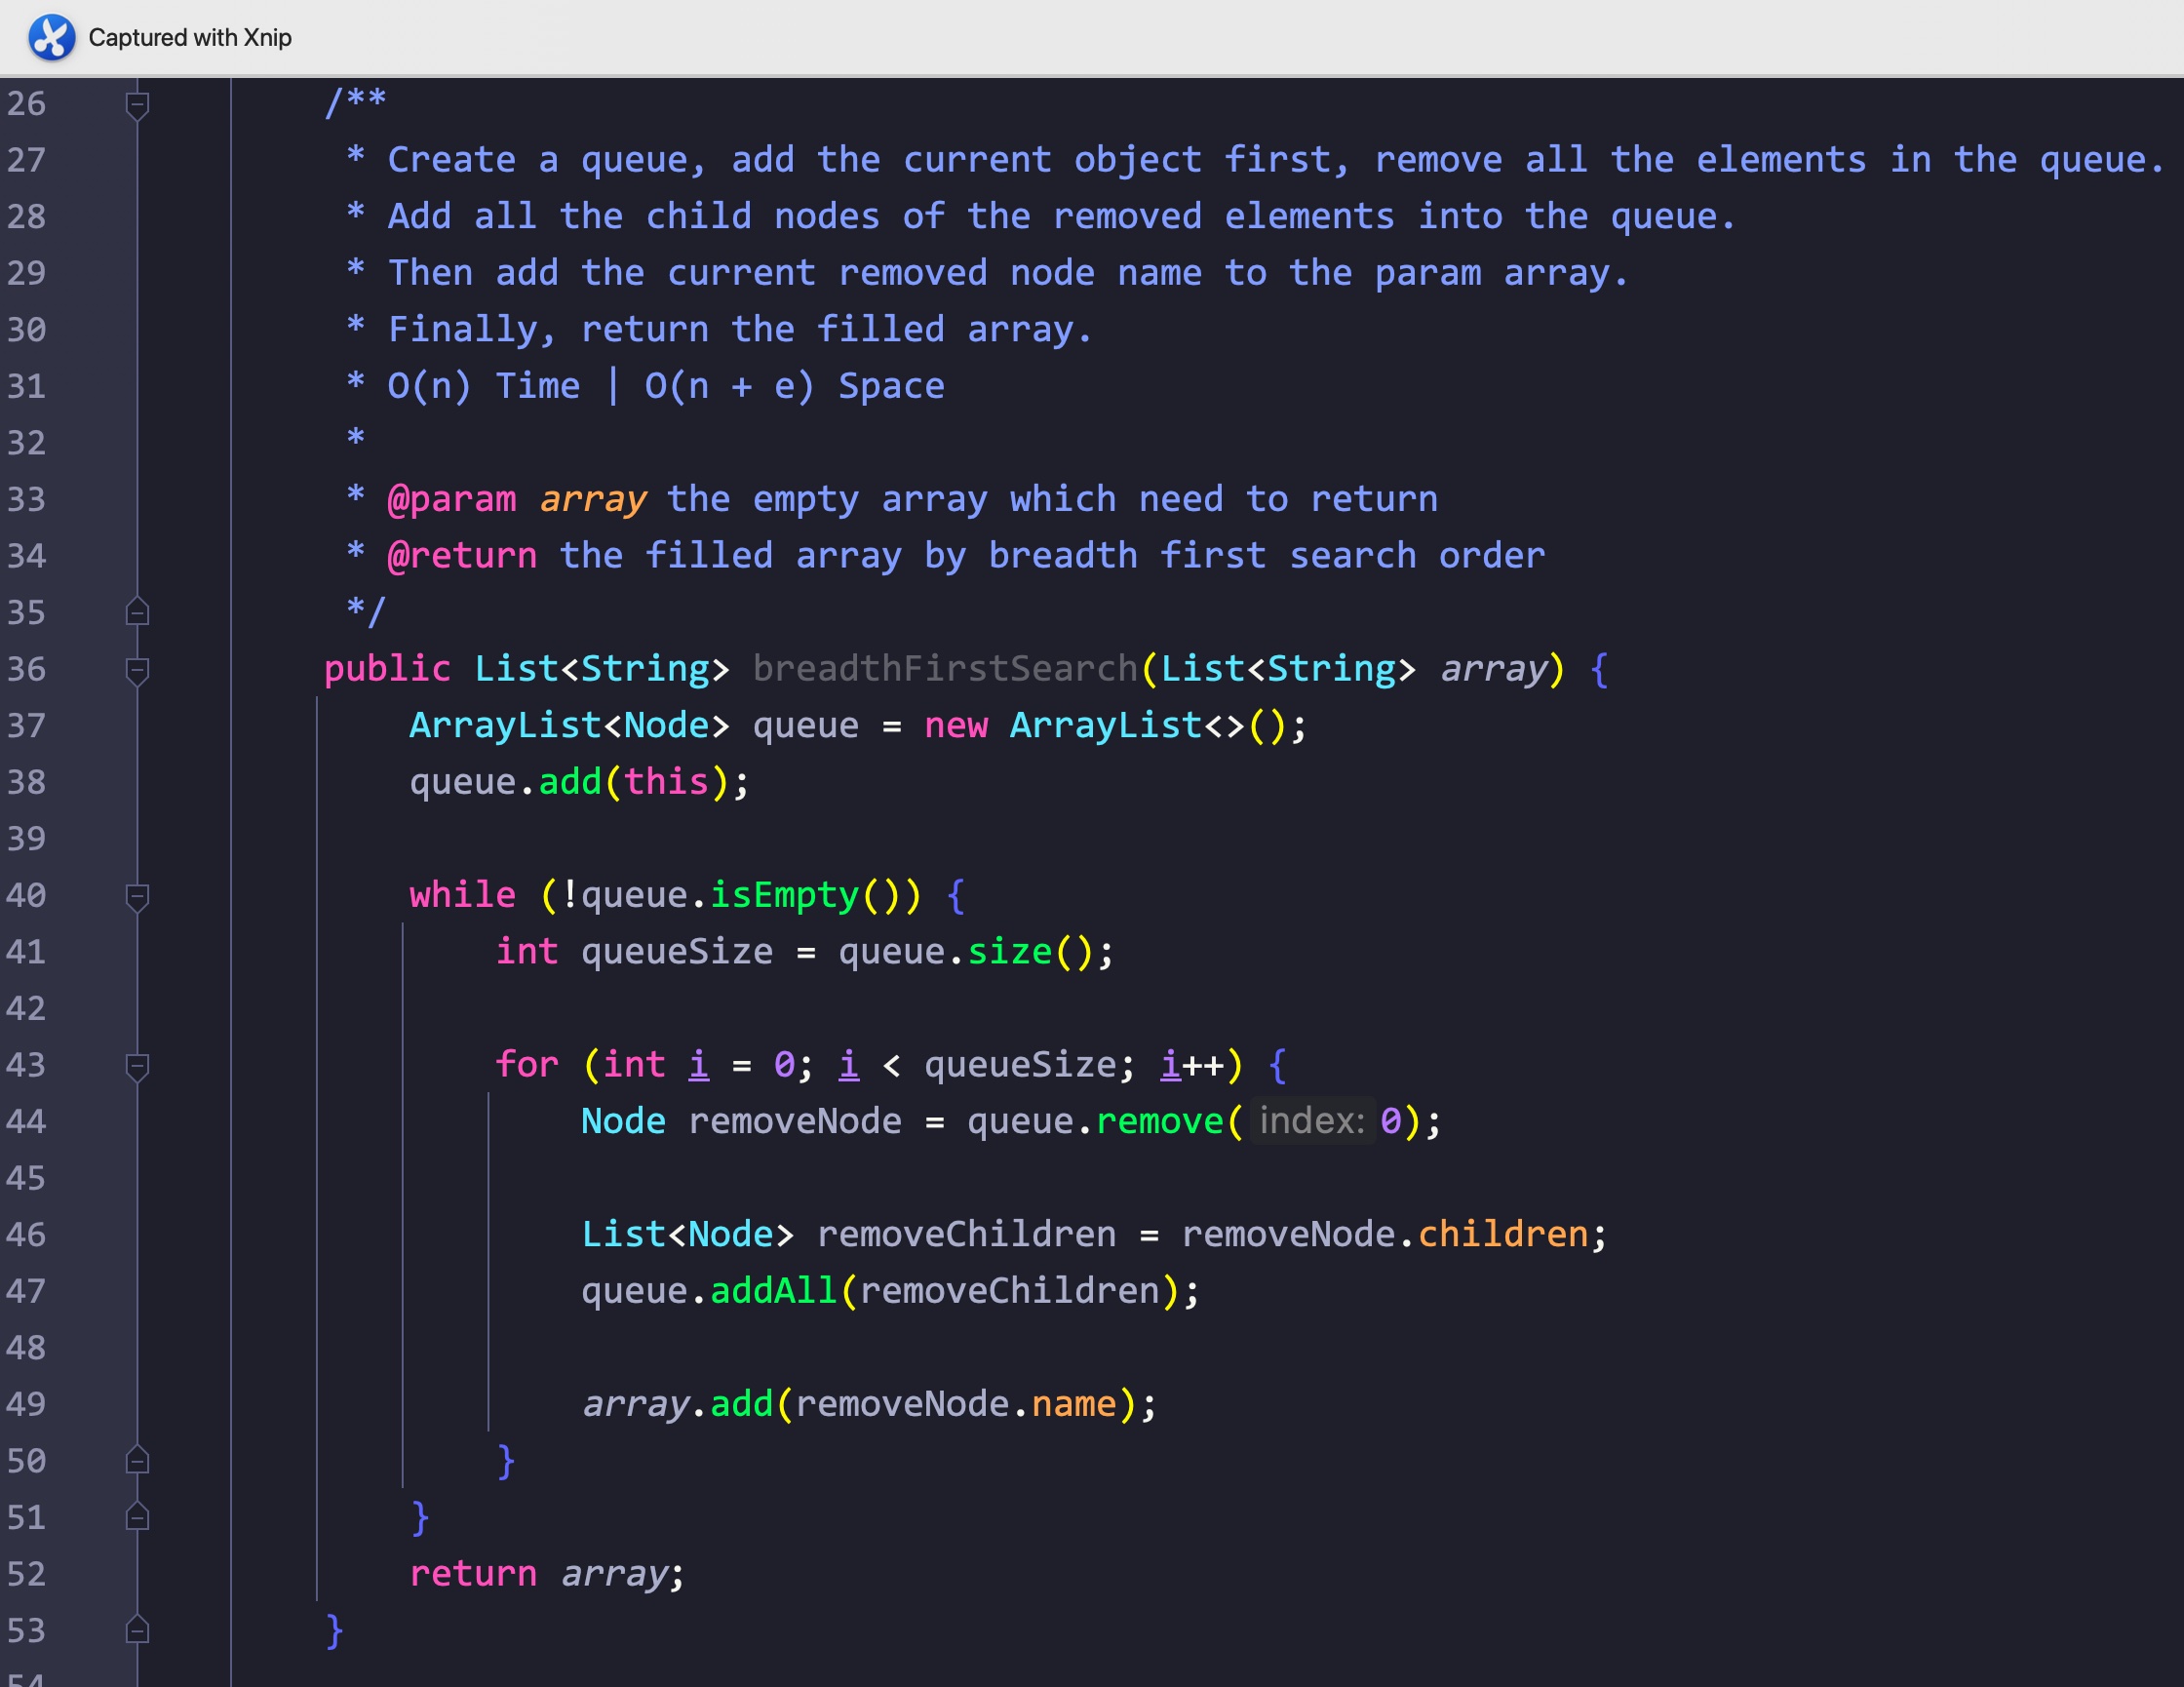 Captured with Xnip
26 /**
27 * Create a queue, add the current object first, remove all the elements in the queue.
28 * Add all the child nodes of the removed elements into the queue.
29 * Then add the current removed node name to the param array.
30 * Finally, return the filled array.
31 * O(n) Time | O(n + e) Space
32 *
33 * @param array the empty array which need to return
34 * @return the filled array by breadth first search order
35 */
36 public List<String> breadthFirstSearch(List<String> array) {
37 ArrayList<Node> queue = new ArrayList<>();
38 queue.add(this);
39
40 while (!queue.isEmpty()) {
41 int queueSize = queue.size();
42
43 for (int i = 0; i < queueSize; i++) {
44 Node removeNode = queue.remove( index: 0);
45
46 List<Node> removeChildren = removeNode.children;
47 queue.addAll(removeChildren);
48
49 array.add(removeNode.name);
50 }
51 }
52 return array;
53 }
54